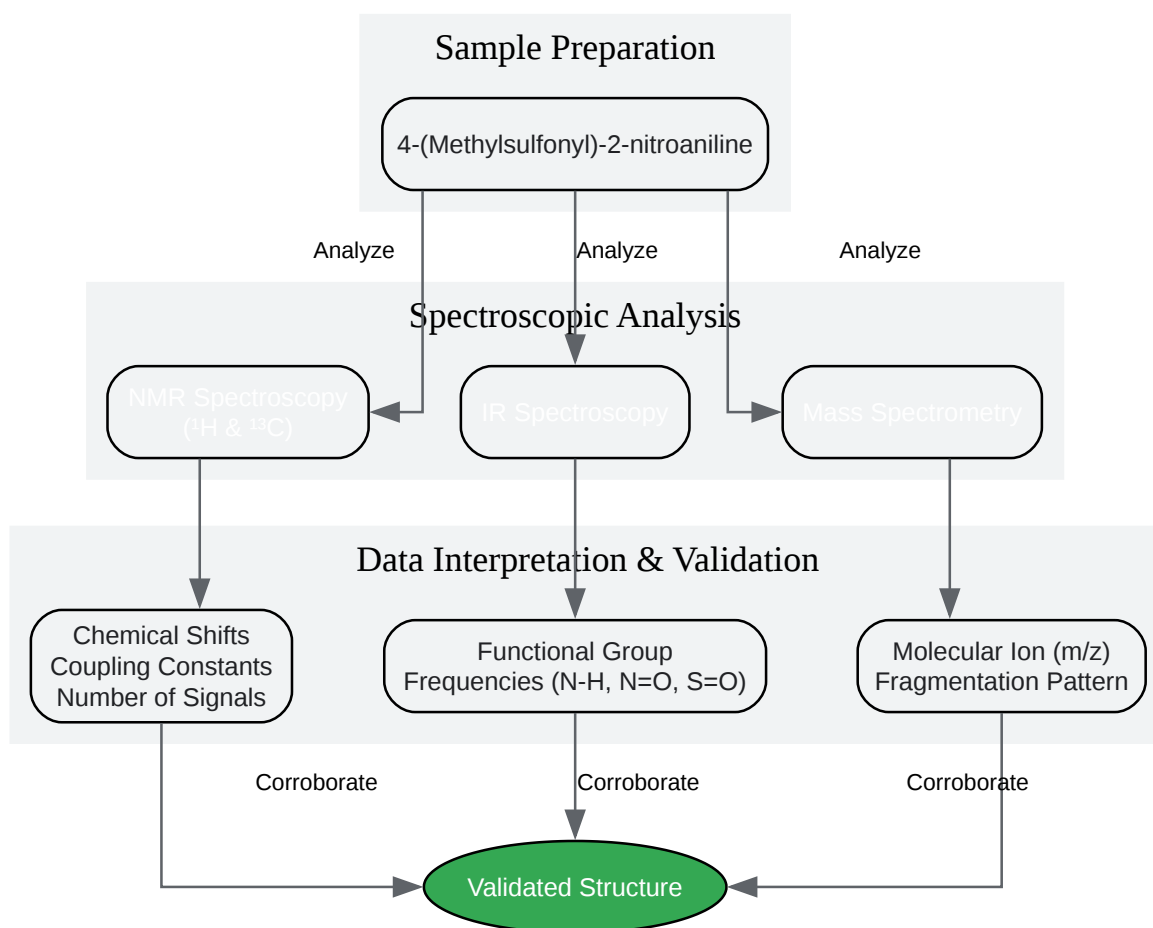 Sample Preparation
4-(Methylsulfonyl)-2-nitroaniline
Analyze
Analyze
Analyze
Spectroscopic Analysis
NMR Spectroscopy
(¹H & ¹³C)
IR Spectroscopy
Mass Spectrometry
Data Interpretation & Validation
Chemical Shifts
Coupling Constants
Number of Signals
Functional Group
Frequencies (N-H, N=O, S=O)
Molecular Ion (m/z)
Fragmentation Pattern
Corroborate
Corroborate
Corroborate
Validated Structure